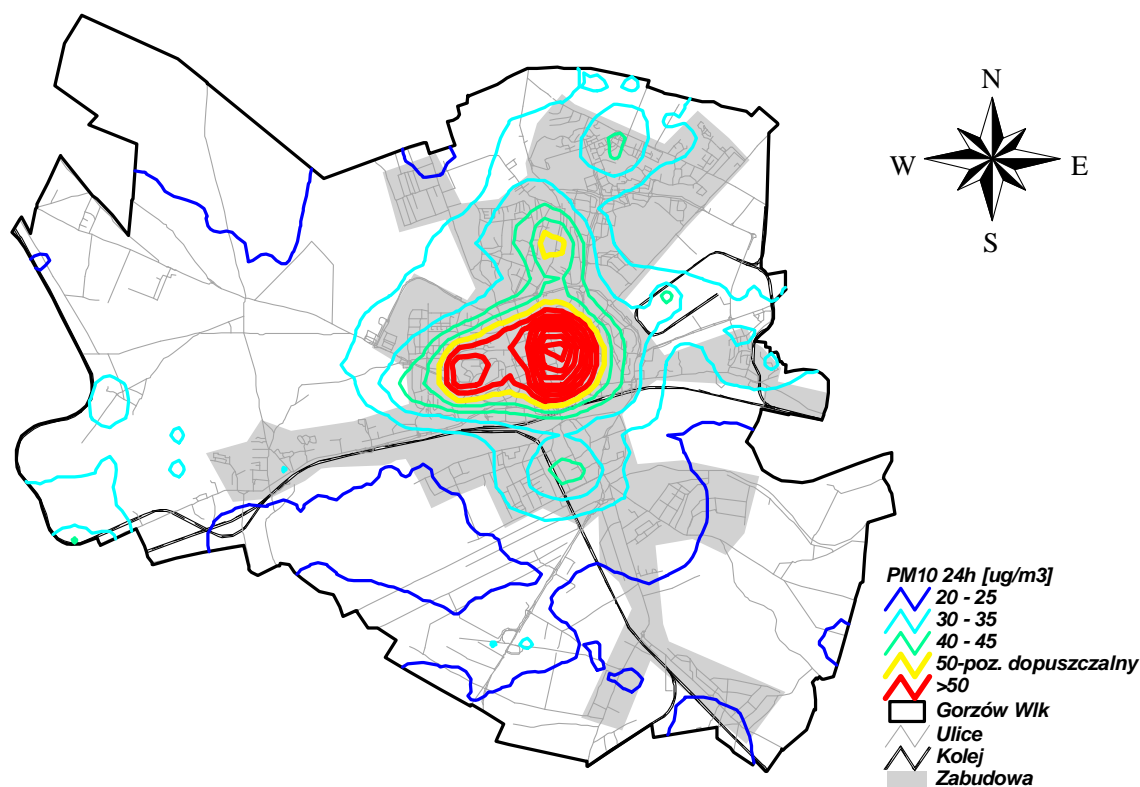 N
W E
S
PM10 24h [ug/m3]
20 - 25
30 - 35
40 - 45
50-poz. dopuszczalny
>50
Gorzów Wlk
Ulice
Kolej
Zabudowa